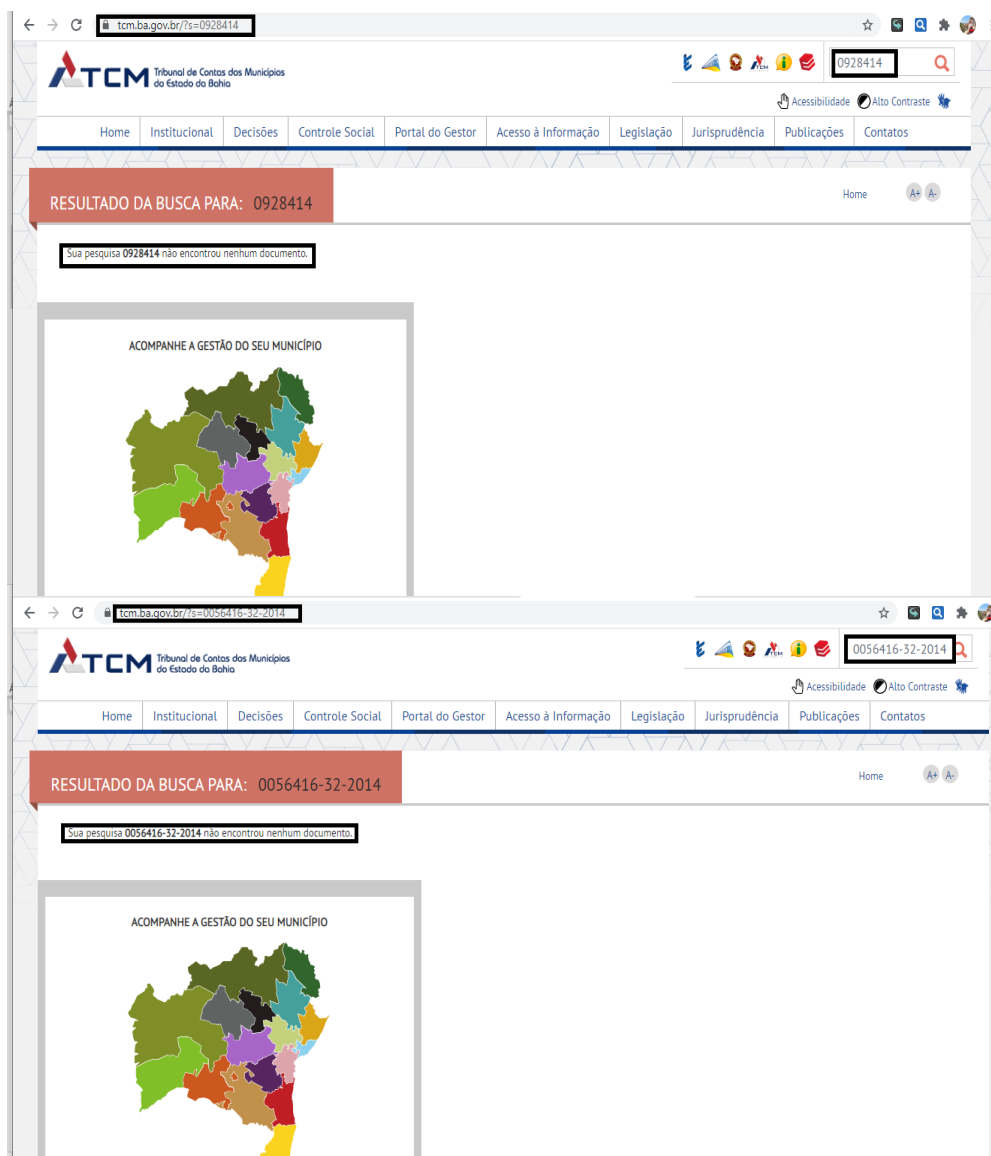 tcm.ba.gov.br/?s=0928414
TCM Tribunal de Contas dos Municípios
do Estado da Bahia
TCM
0928414
Acessibilidade Alto Contraste
Home Institucional Decisões Controle Social Portal do Gestor Acesso à Informação Legislação Jurisprudência Publicações Contatos
RESULTADO DA BUSCA PARA: 0928414
Home A+ A-
Sua pesquisa 0928414 não encontrou nenhum documento.
ACOMPANHE A GESTÃO DO SEU MUNICÍPIO
tcm.ba.gov.br/?s=0056416-32-2014
TCM Tribunal de Contas dos Municípios
do Estado da Bahia
TCM
0056416-32-2014
Acessibilidade Alto Contraste
Home Institucional Decisões Controle Social Portal do Gestor Acesso à Informação Legislação Jurisprudência Publicações Contatos
RESULTADO DA BUSCA PARA: 0056416-32-2014
Home A+ A-
Sua pesquisa 0056416-32-2014 não encontrou nenhum documento.
ACOMPANHE A GESTÃO DO SEU MUNICÍPIO